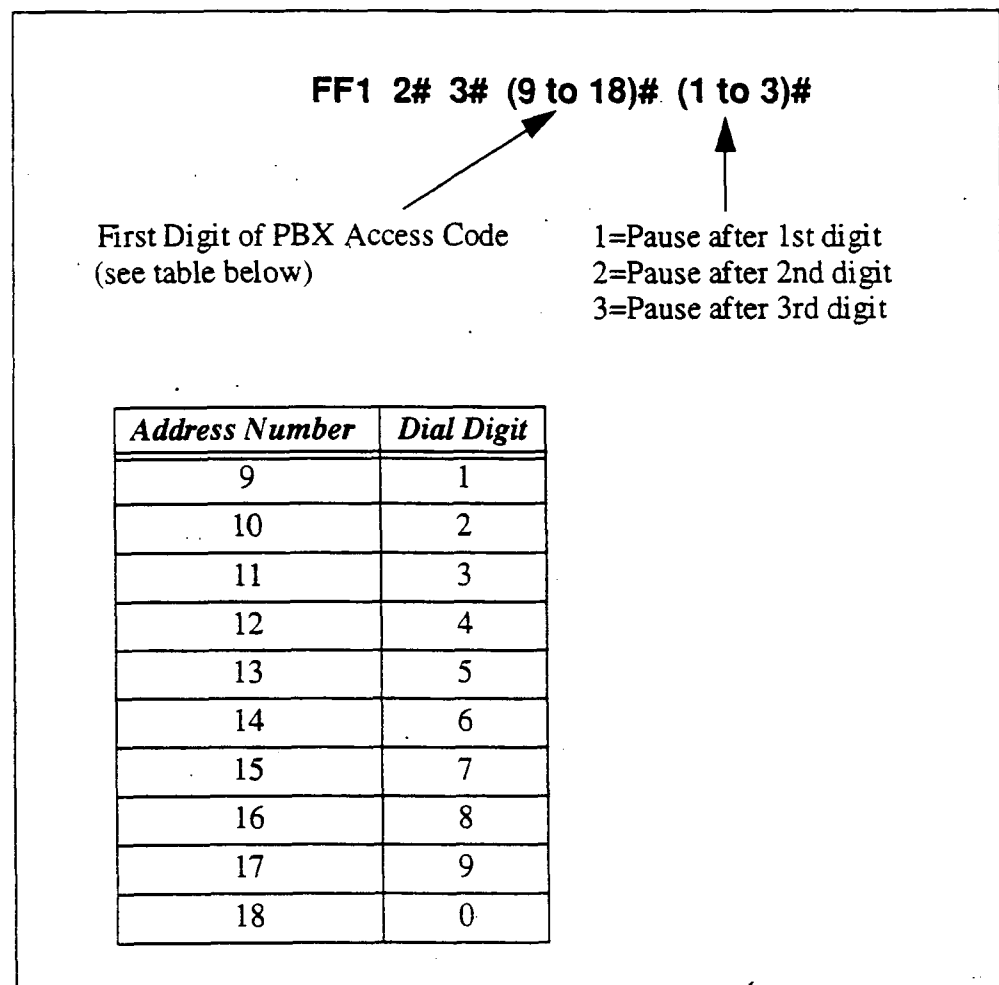 FF1 2# 3# (9 to 18)# (1 to 3)#
First Digit of PBX Access Code
(see table below)
1=Pause after 1st digit
2=Pause after 2nd digit
3=Pause after 3rd digit
Address Number Dial Digit
9 1
10 2
11 3
12 4
13 5
14 6
15 7
16 8
17 9
18 0